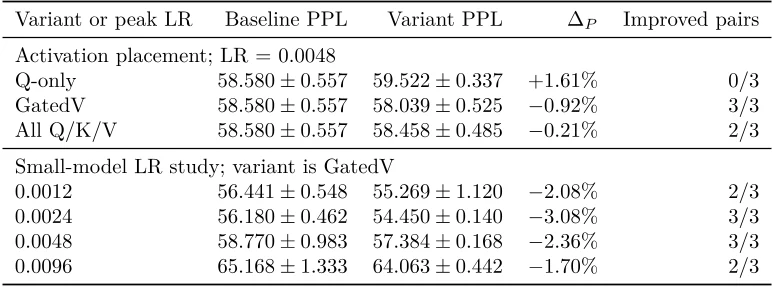 Variant or peak LR Baseline PPL Variant PPL Δ_P Improved pairs
Activation placement; LR = 0.0048
Q-only 58.580 ± 0.557 59.522 ± 0.337 +1.61% 0/3
GatedV 58.580 ± 0.557 58.039 ± 0.525 −0.92% 3/3
All Q/K/V 58.580 ± 0.557 58.458 ± 0.485 −0.21% 2/3
Small-model LR study; variant is GatedV
0.0012 56.441 ± 0.548 55.269 ± 1.120 −2.08% 2/3
0.0024 56.180 ± 0.462 54.450 ± 0.140 −3.08% 3/3
0.0048 58.770 ± 0.983 57.384 ± 0.168 −2.36% 3/3
0.0096 65.168 ± 1.333 64.063 ± 0.442 −1.70% 2/3